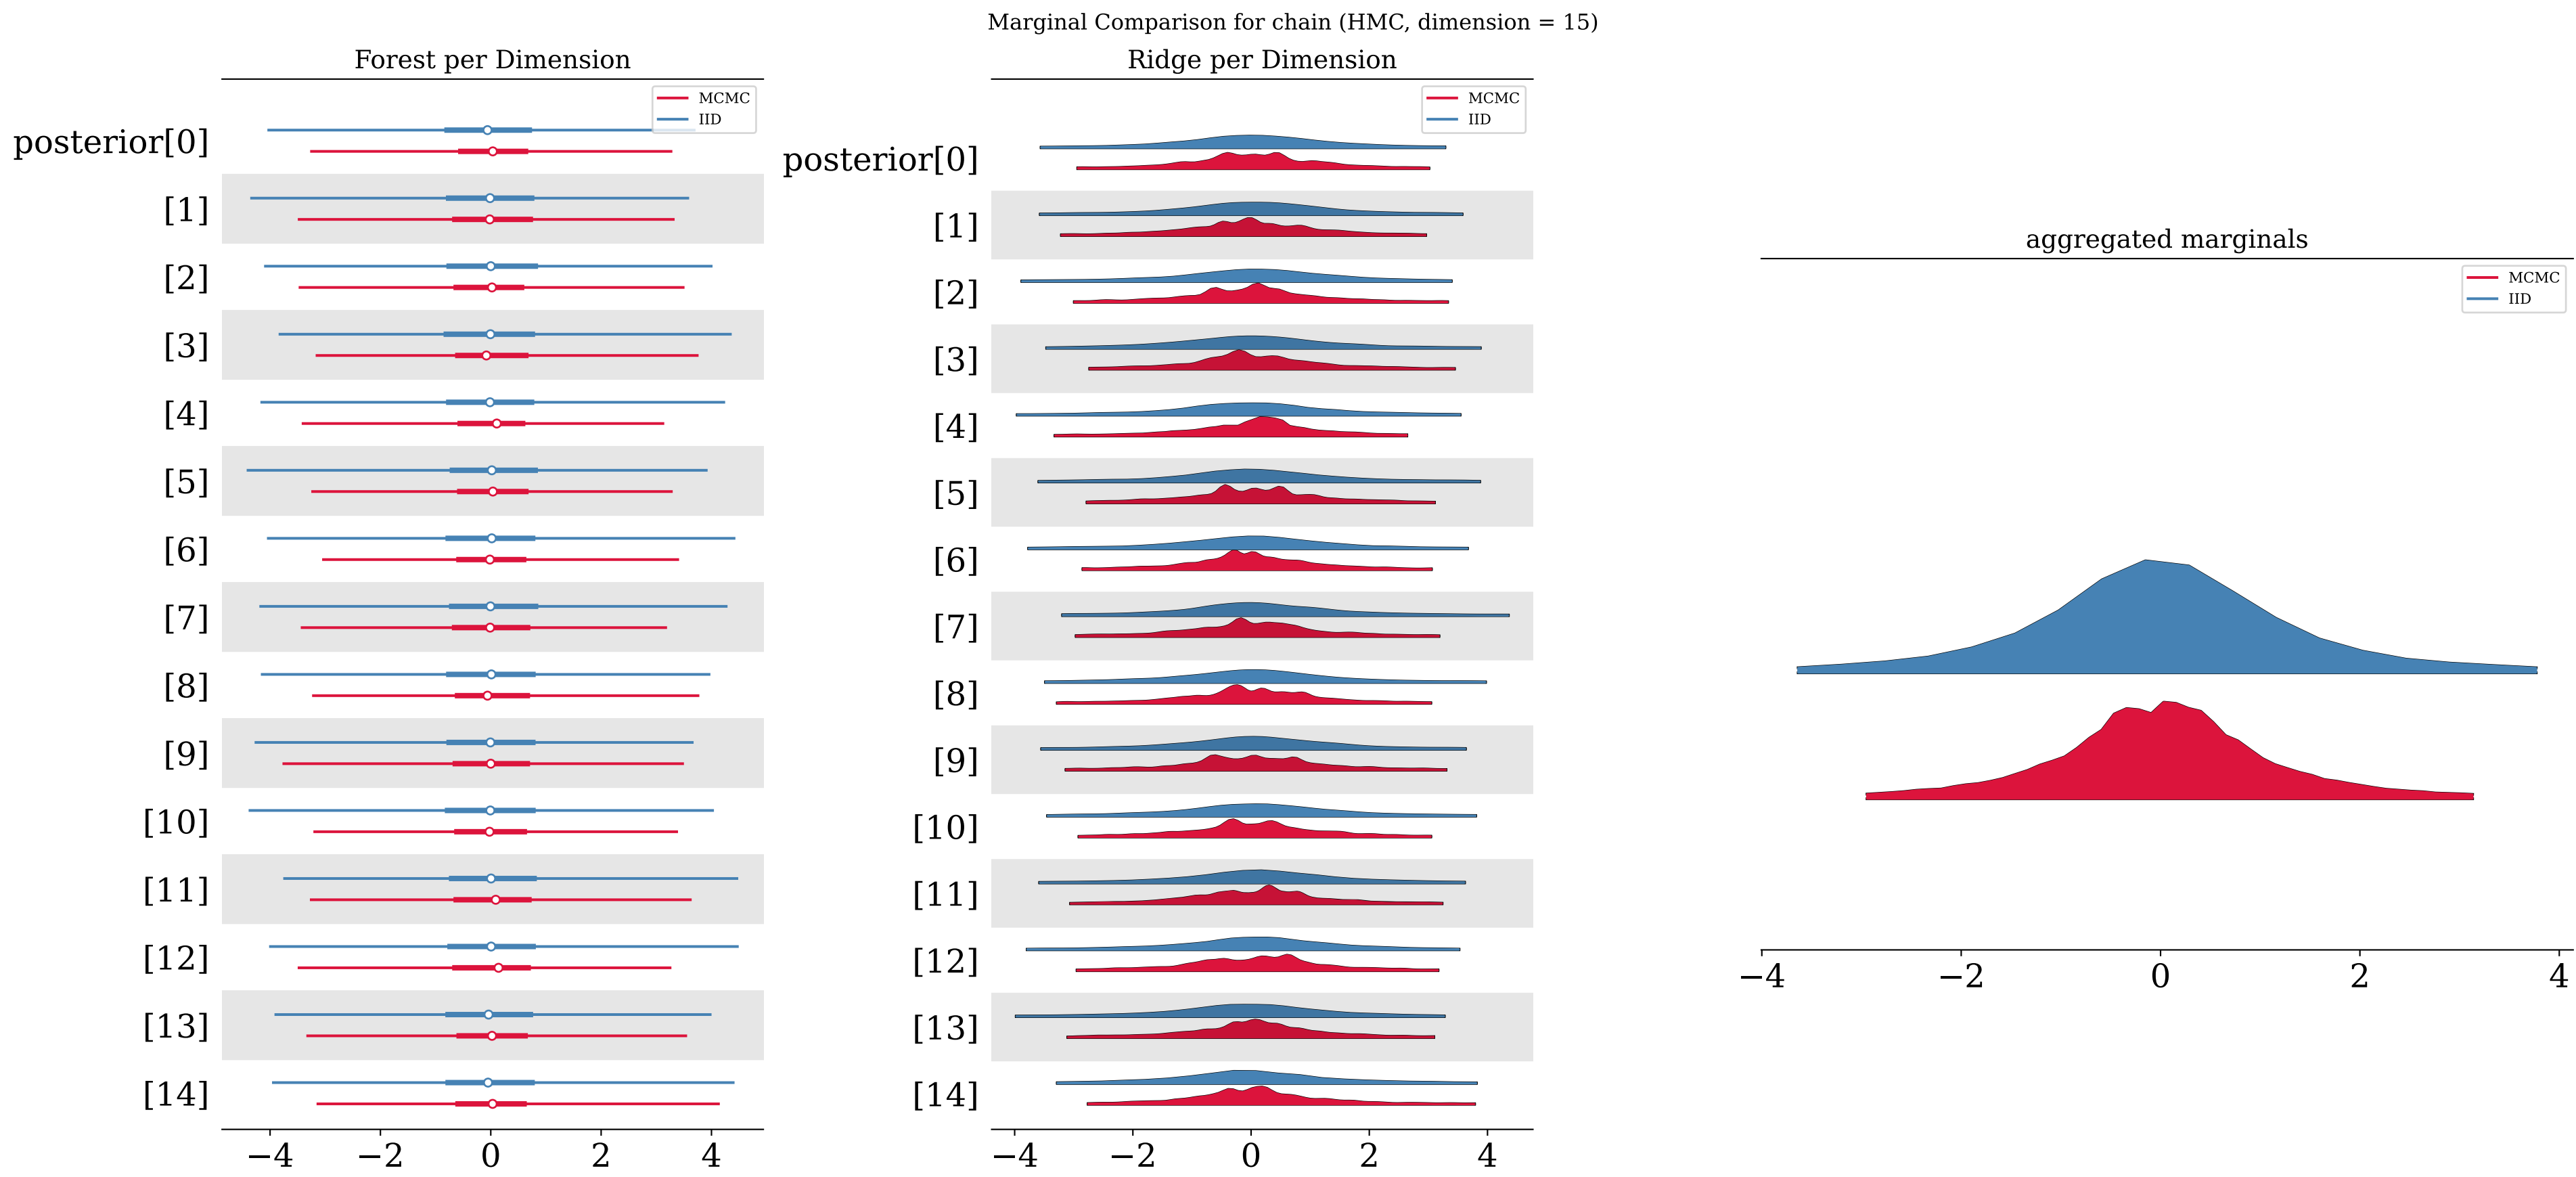 Marginal Comparison for chain (HMC, dimension = 15)
Forest per Dimension
MCMC
IID
posterior[0]
[1]
[2]
[3]
[4]
[5]
[6]
[7]
[8]
[9]
[10]
[11]
[12]
[13]
[14]
−4 −2 0 2 4
Ridge per Dimension
MCMC
IID
posterior[0]
[1]
[2]
[3]
[4]
[5]
[6]
[7]
[8]
[9]
[10]
[11]
[12]
[13]
[14]
−4 −2 0 2 4
aggregated marginals
MCMC
IID
−4 −2 0 2 4